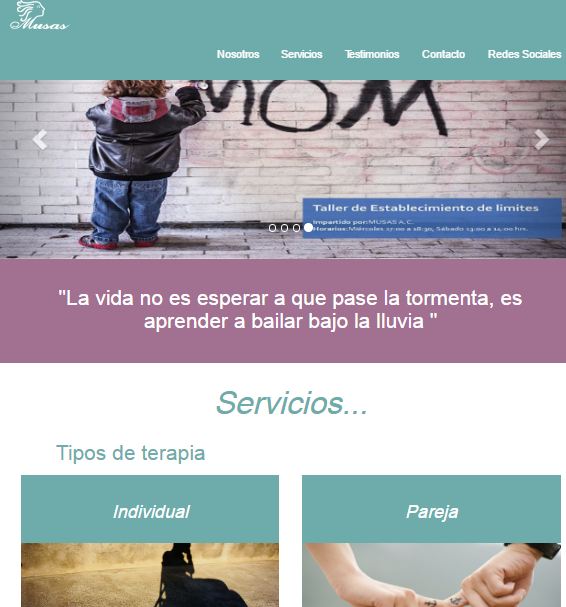 Musas
Nosotros Servicios Testimonios Contacto Redes Sociales
MOM
Taller de Establecimiento de limites
Impartido por:MUSAS A.C.
Horarios:Miércoles 17:00 a 18:30, Sábado 13:00 a 14:00 hrs.
"La vida no es esperar a que pase la tormenta, es
aprender a bailar bajo la lluvia "
Servicios...
Tipos de terapia
Individual
Pareja